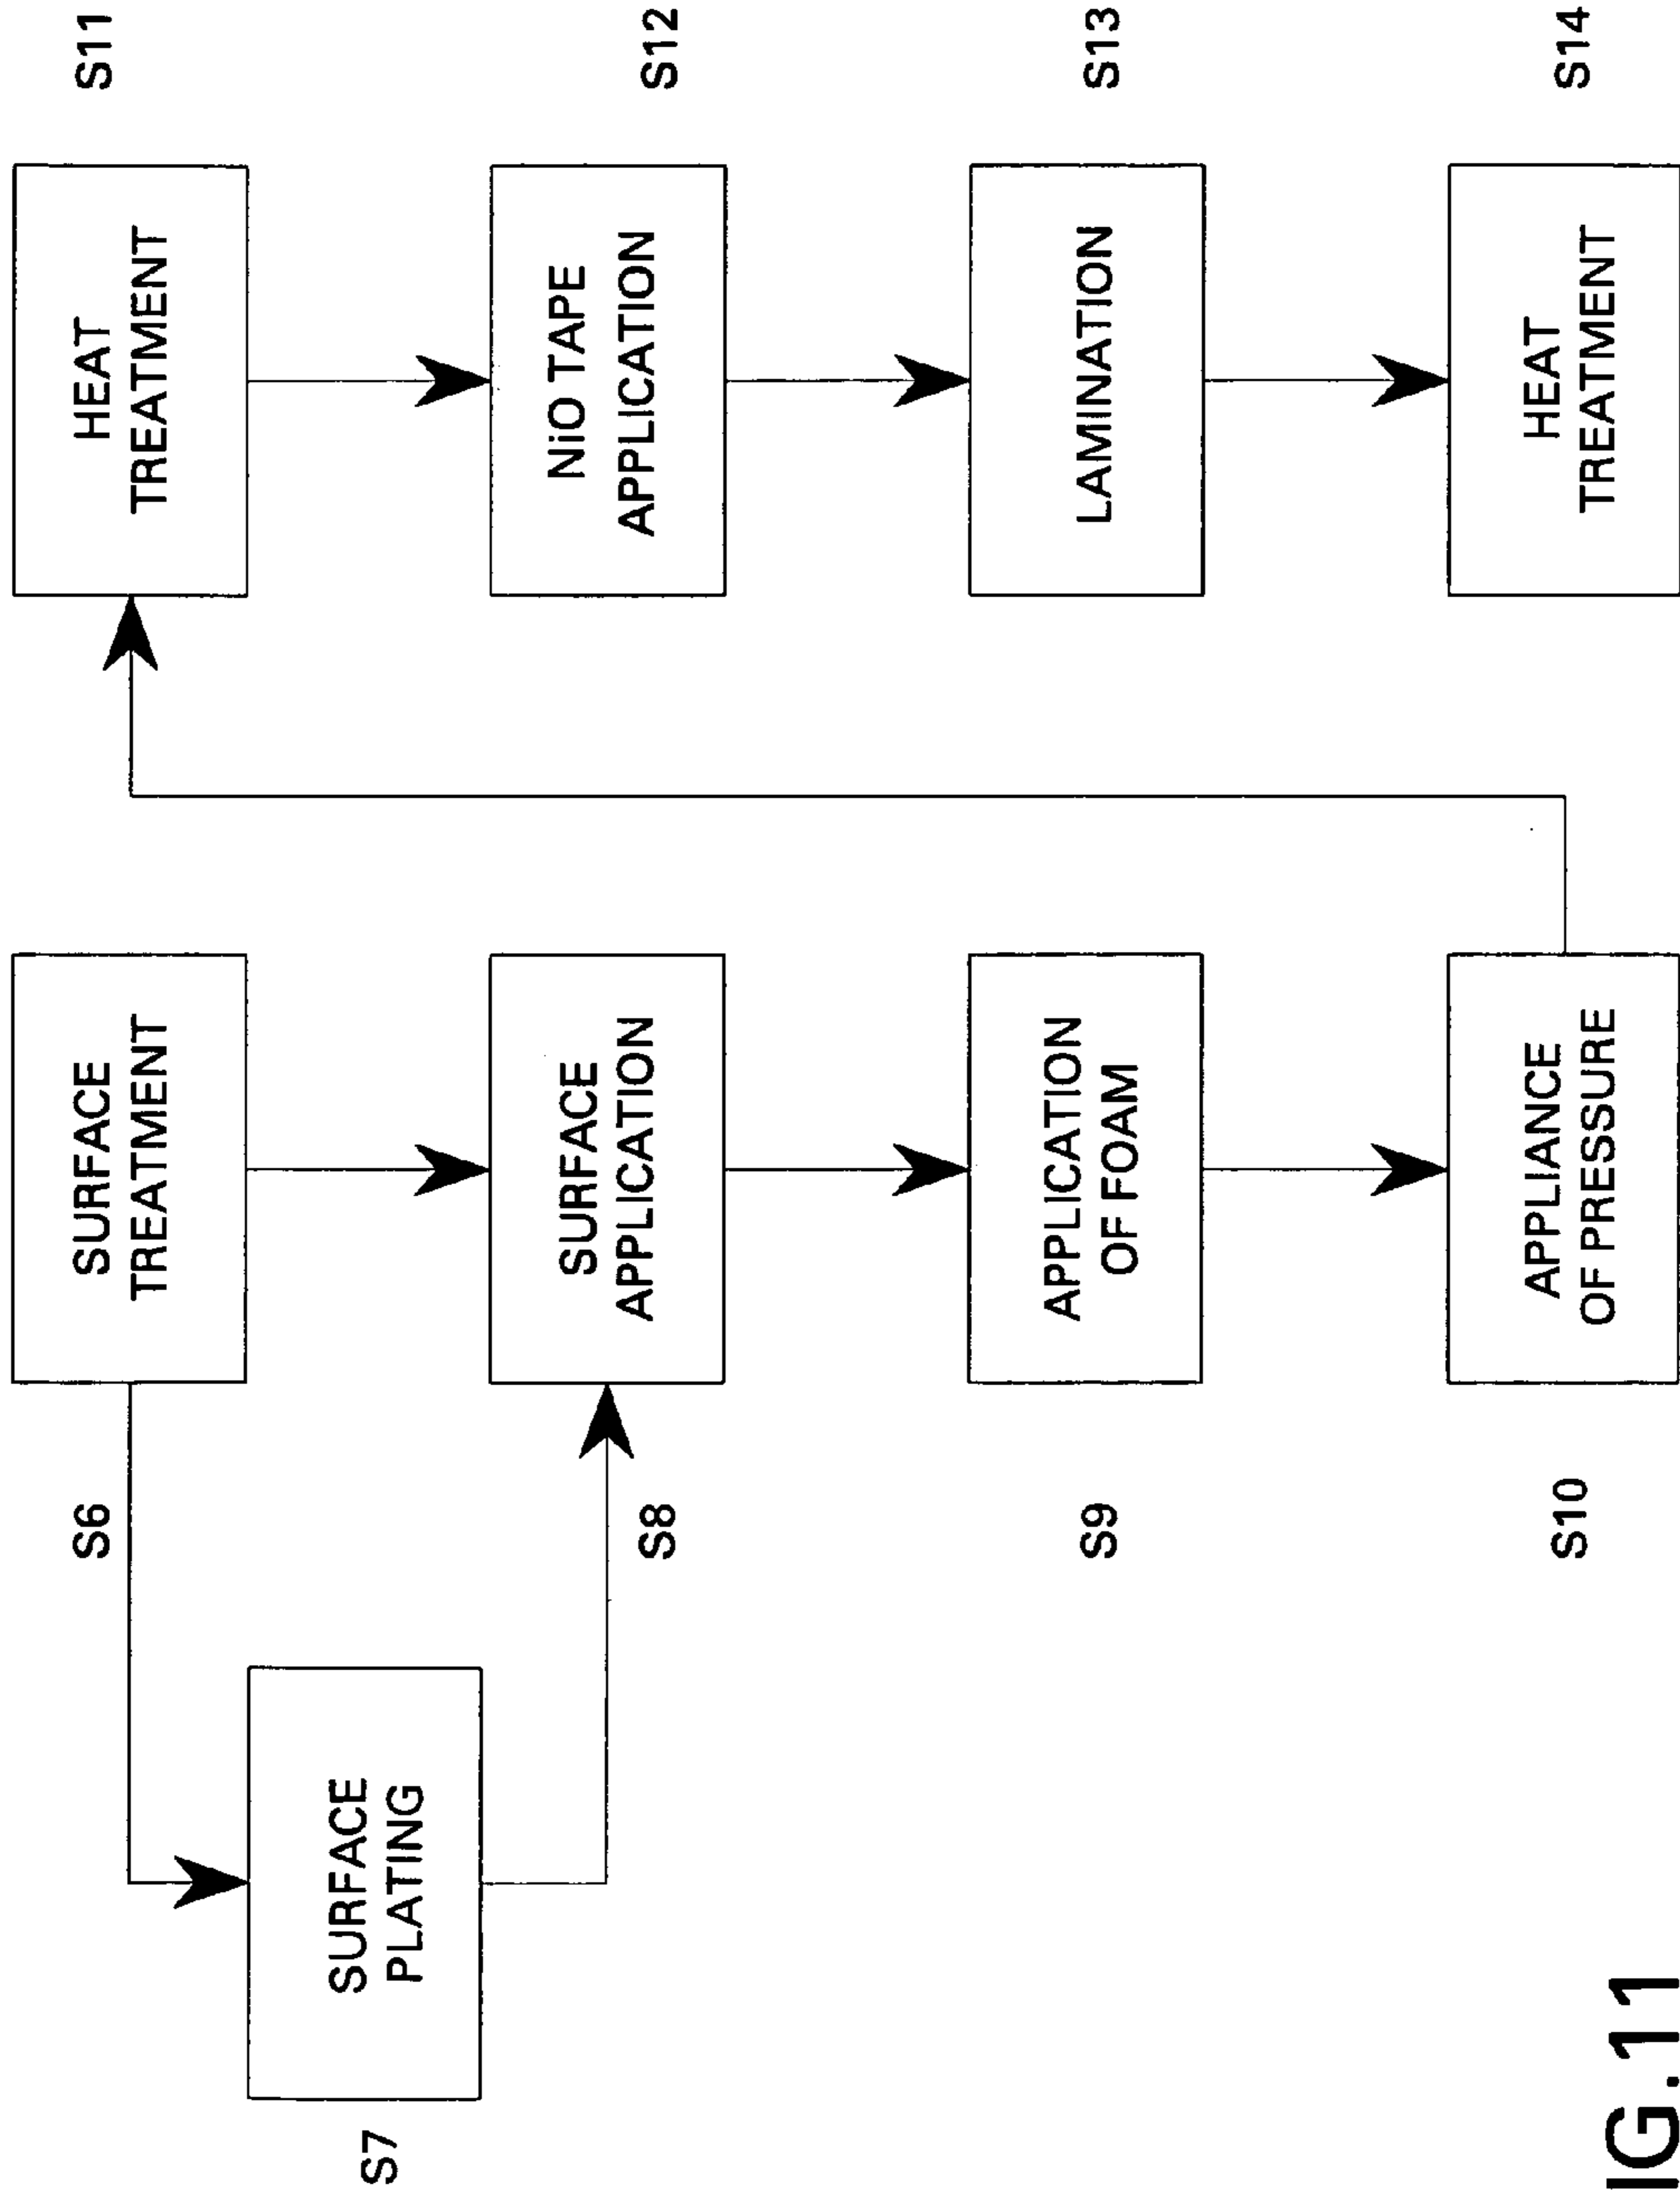 S6
SURFACE
TREATMENT
S7
SURFACE
PLATING
S8
SURFACE
APPLICATION
S9
APPLICATION
OF FOAM
S10
APPLIANCE
OF PRESSURE
S11
HEAT
TREATMENT
S12
NiO TAPE
APPLICATION
S13
LAMINATION
S14
HEAT
TREATMENT
IG.11